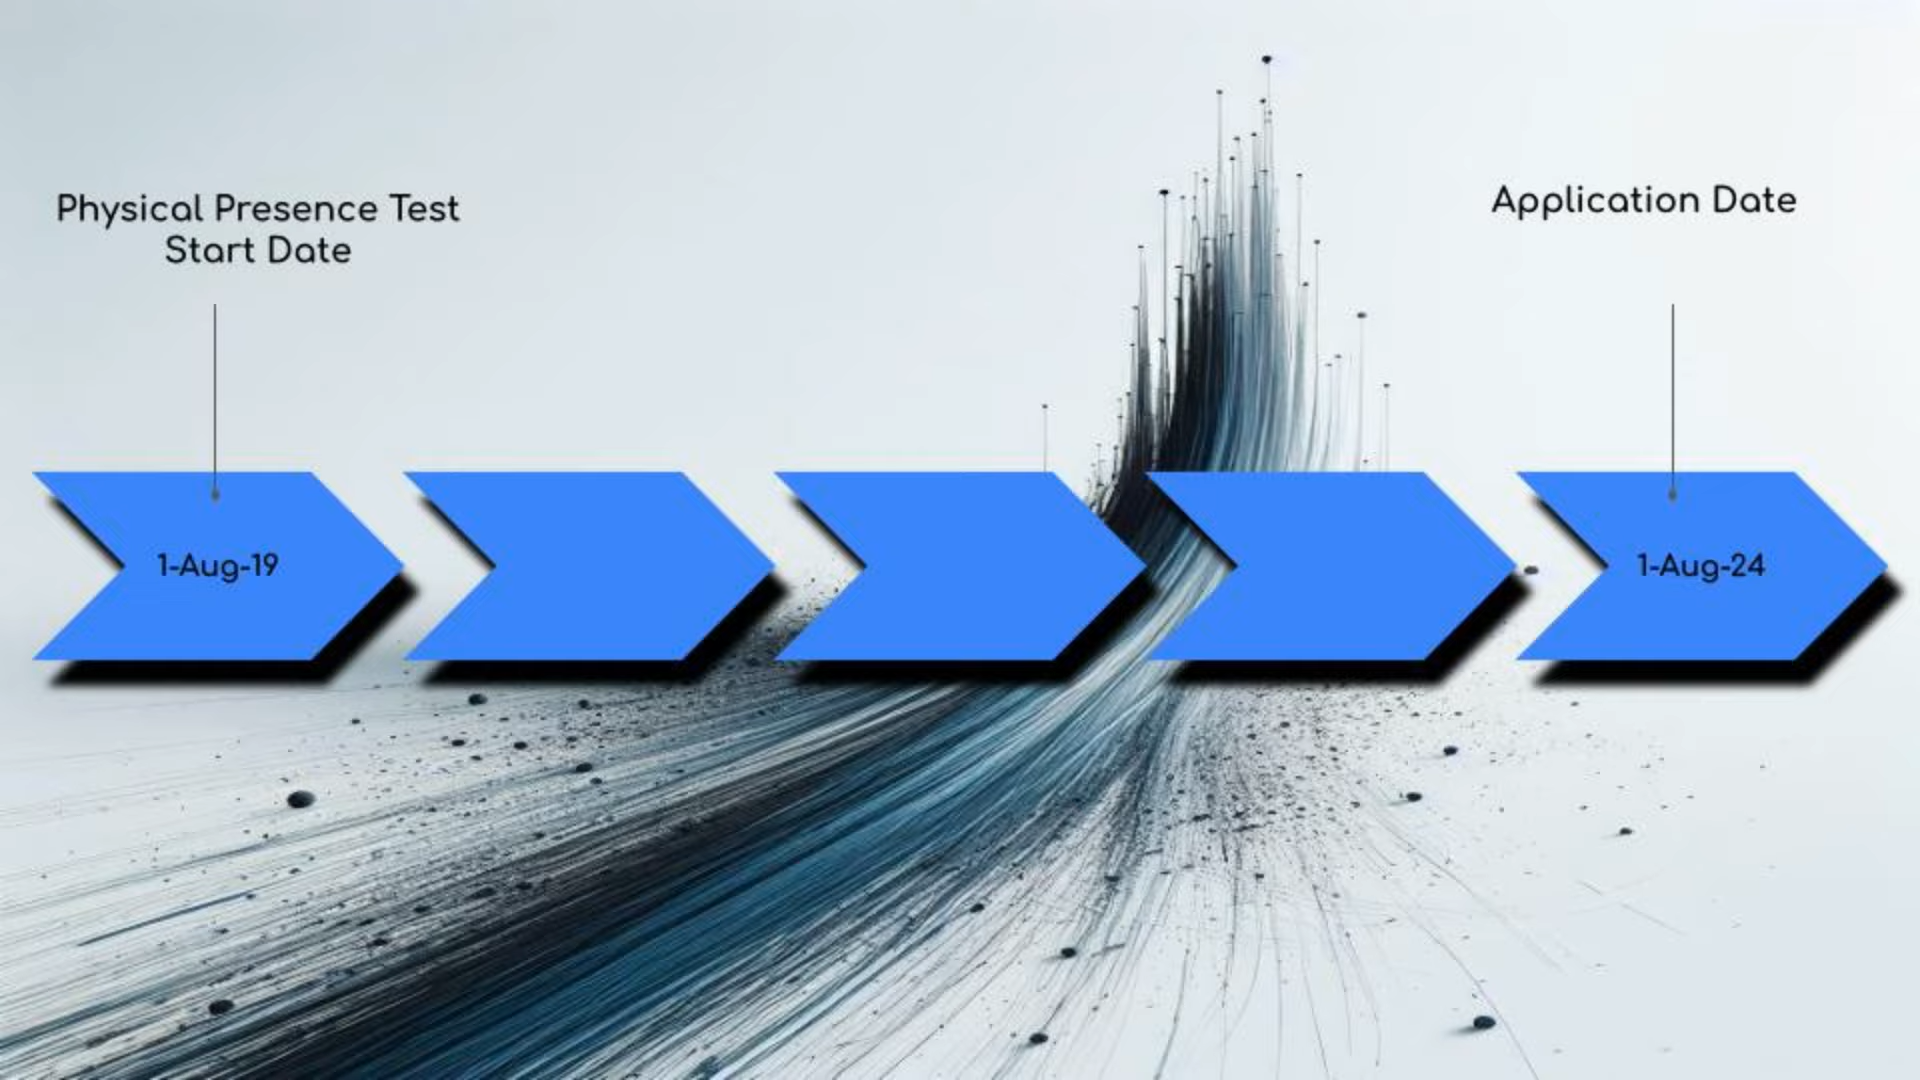 Physical Presence Test
Start Date
Application Date
1-Aug-19
1-Aug-24